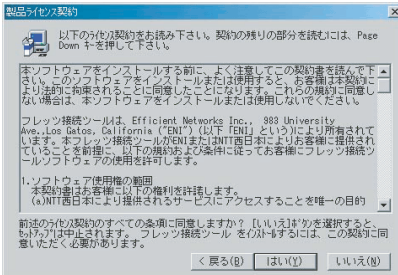 製品ライセンス契約
以下のライセンス契約をお読み下さい。契約の残りの部分を読むには、Page
Down キーを押して下さい。
本ソフトウェアをインストールする前に、よく注意してこの契約書を読んで下
さい。このソフトウェアをインストールまたは使用すると、お客様は本契約に
より法的に拘束されることに同意したことになります。これらの規約に同意し
ない場合は、本ソフトウェアをインストールまたは使用しないでください。
フレッツ接続ツールは、Efficient Networks Inc., 983 University
Ave.,Los Gatos, California ("ENI") (以下「ENI」という)により所有されて
います。本フレッツ接続ツールがENIまたはNTT西日本によりお客様に提供され
ていることを前提に、以下の規約および条件に従ってお客様にフレッツ接続ツ
ールソフトウェアの使用を許可します。
1.ソフトウェア使用権の範囲
本契約書はお客様に以下の権利を許諾します。
(a)NTT西日本により提供されるサービスにアクセスすることを唯一の目的
前述のライセンス契約のすべての条項に同意しますか? [いいえ]ボタンを選択すると、
セットアップは中止されます。 フレッツ接続ツール をインストールするには、この契約に同
意いただく必要があります。
< 戻る(B)
はい(Y)
いいえ(N)